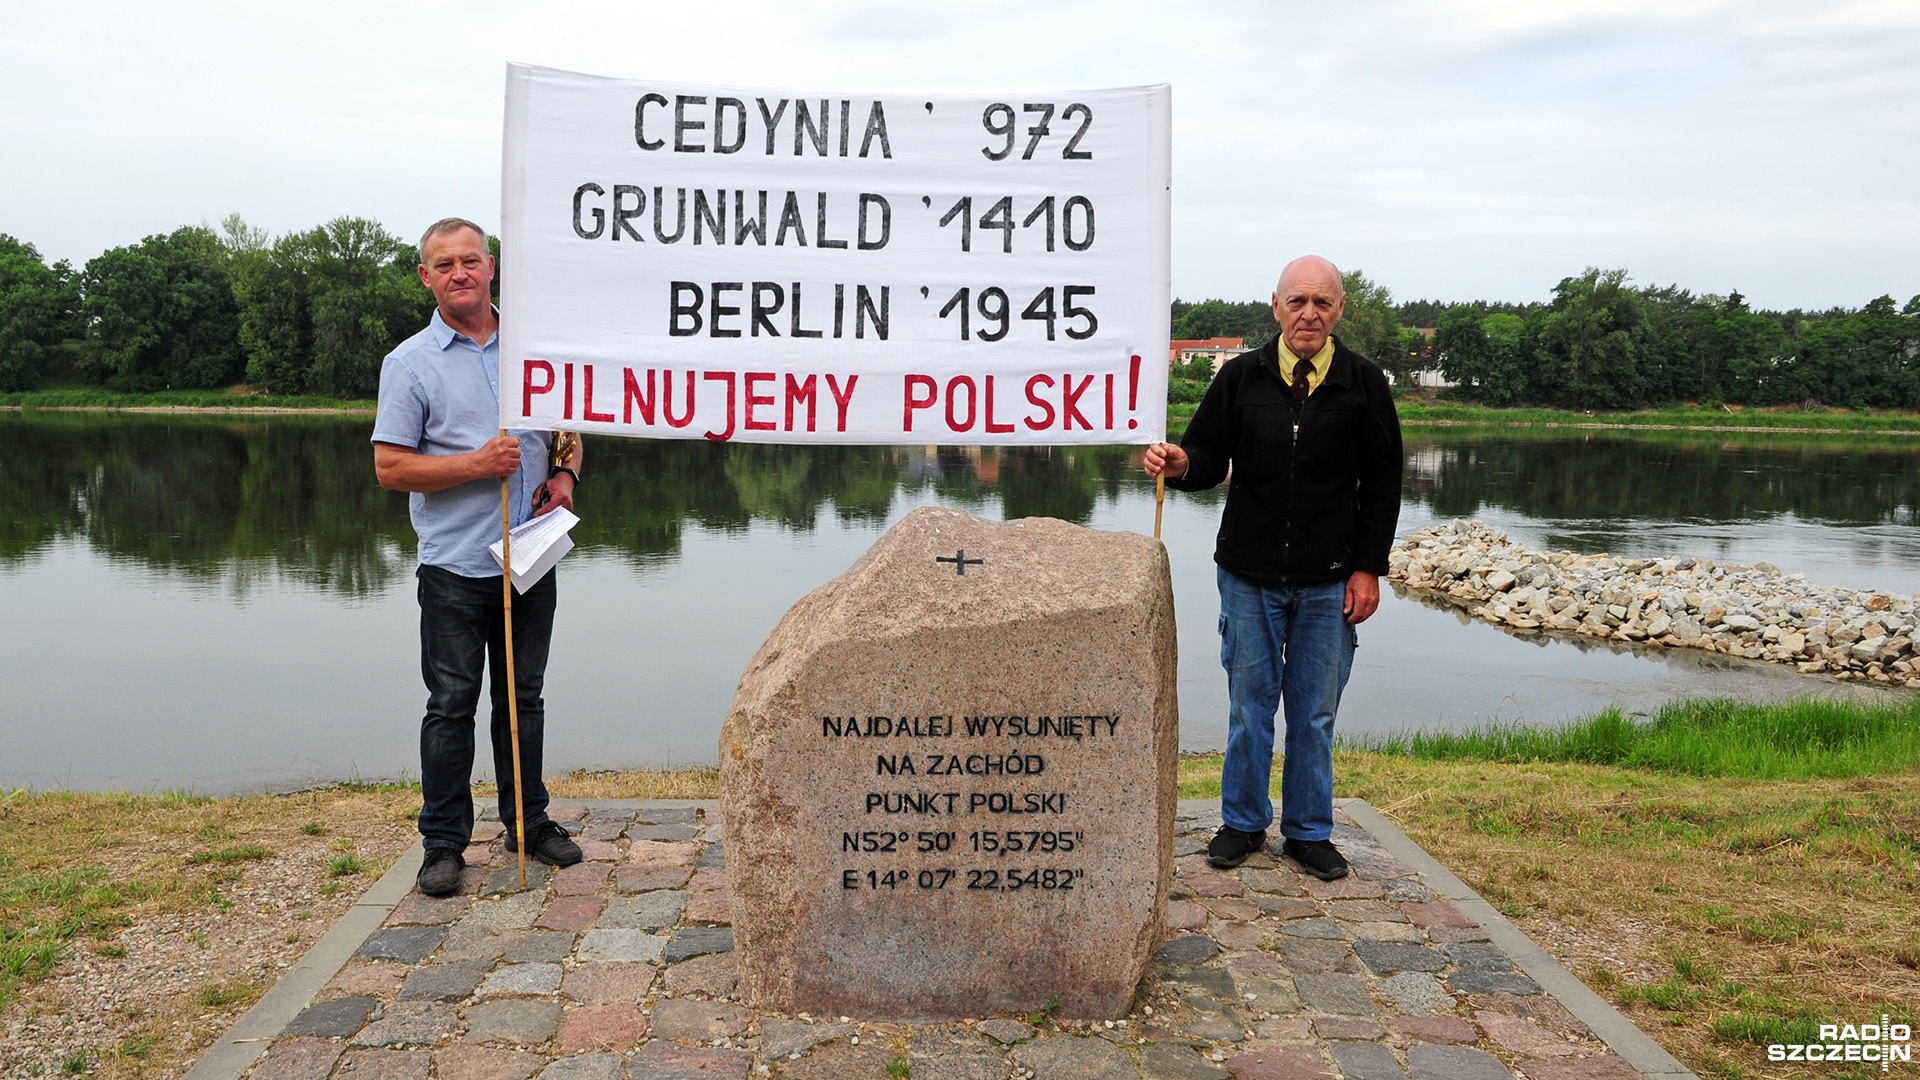 CEDYNIA ' 972
GRUNWALD '1410
BERLIN '1945
PILNUJEMY POLSKI!
NAJDALEJ WYSUNIĘTY
NA ZACHÓD
PUNKT POLSKI
N52° 50' 15,5795"
E 14° 07' 22,5482"
RADIO
SZCZECIN